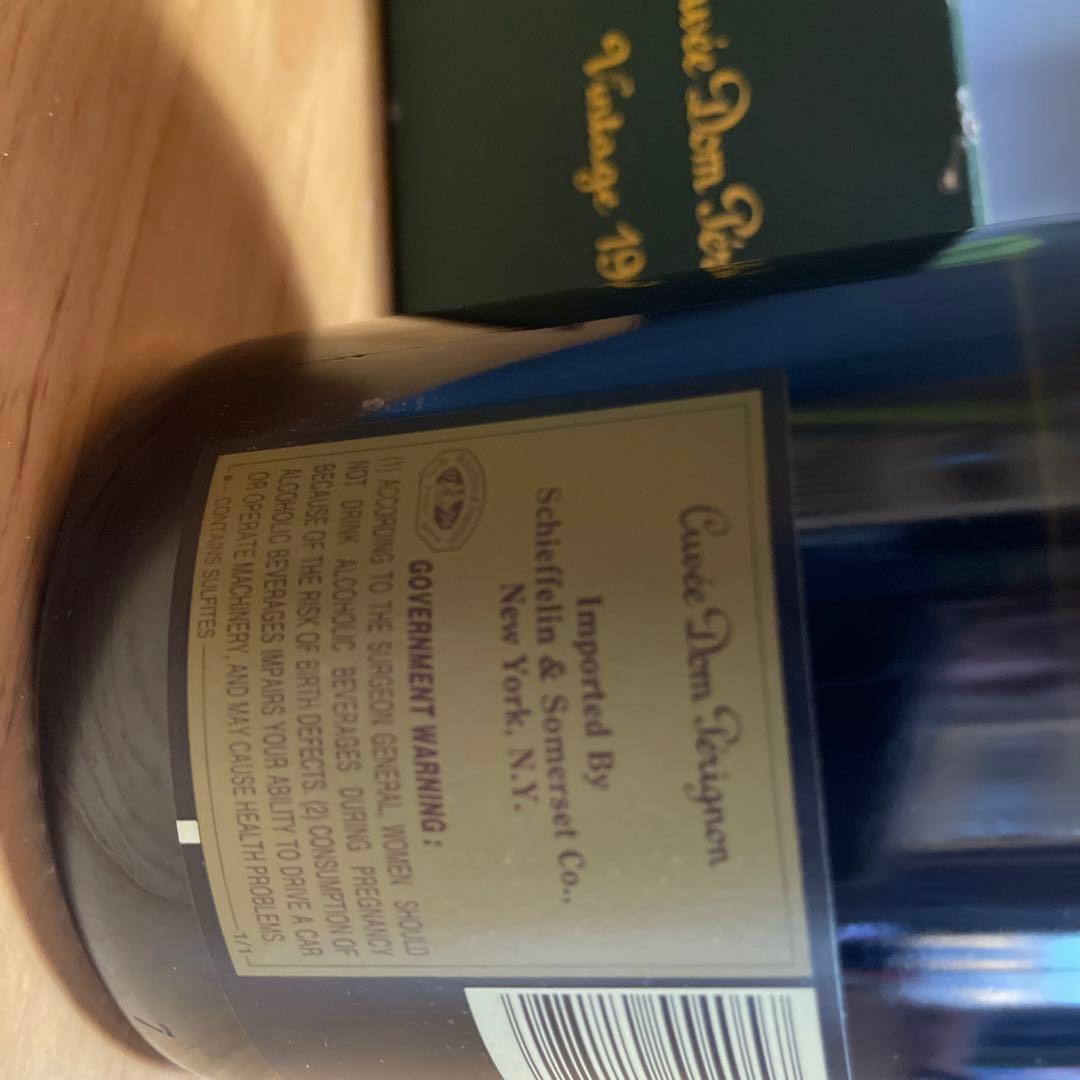 Cuvée Dom Pér
Vintage 19
Cuvée Dom Pérignon
Imported By
Schieffelin & Somerset Co.,
New York, N.Y.
GOVERNMENT WARNING:
(1) ACCORDING TO THE SURGEON GENERAL, WOMEN SHOULD
NOT DRINK ALCOHOLIC BEVERAGES DURING PREGNANCY
BECAUSE OF THE RISK OF BIRTH DEFECTS. (2) CONSUMPTION OF
ALCOHOLIC BEVERAGES IMPAIRS YOUR ABILITY TO DRIVE A CAR
OR OPERATE MACHINERY, AND MAY CAUSE HEALTH PROBLEMS.
CONTAINS SULFITES
1/1